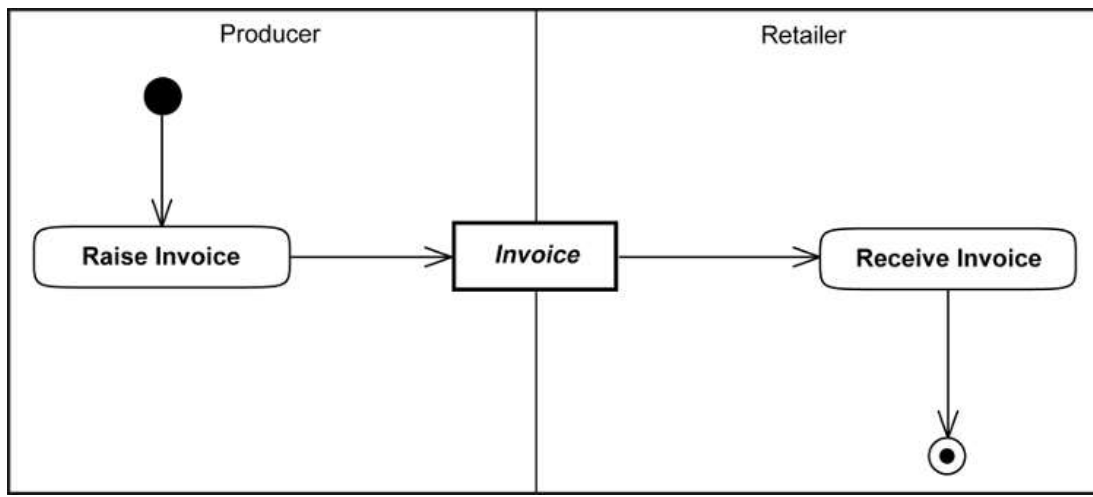 Producer
Retailer
Raise Invoice
Invoice
Receive Invoice